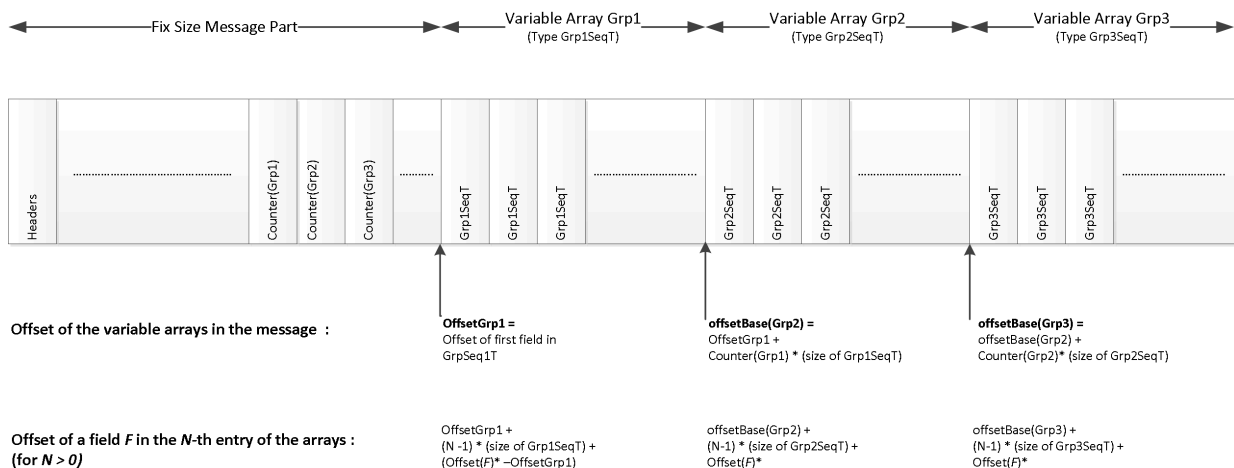 Fix Size Message Part
Variable Array Grp1
(Type Grp1SeqT)
Variable Array Grp2
(Type Grp2SeqT)
Variable Array Grp3
(Type Grp3SeqT)
Headers
Counter(Grp1)
Counter(Grp2)
Counter(Grp3)
Grp1SeqT
Grp1SeqT
Grp1SeqT
Grp2SeqT
Grp2SeqT
Grp2SeqT
Grp3SeqT
Grp3SeqT
Grp3SeqT
Offset of the variable arrays in the message :
OffsetGrp1 =
Offset of first field in
GrpSeq1T
offsetBase(Grp2) =
OffsetGrp1 +
Counter(Grp1) * (size of Grp1SeqT)
offsetBase(Grp3) =
offsetBase(Grp2) +
Counter(Grp2)* (size of Grp2SeqT)
Offset of a field F in the N-th entry of the arrays :
(for N > 0)
OffsetGrp1 +
(N -1) * (size of Grp1SeqT) +
(Offset(F)* –OffsetGrp1)
offsetBase(Grp2) +
(N-1) * (size of Grp2SeqT) +
Offset(F)*
offsetBase(Grp3) +
(N-1) * (size of Grp3SeqT) +
Offset(F)*